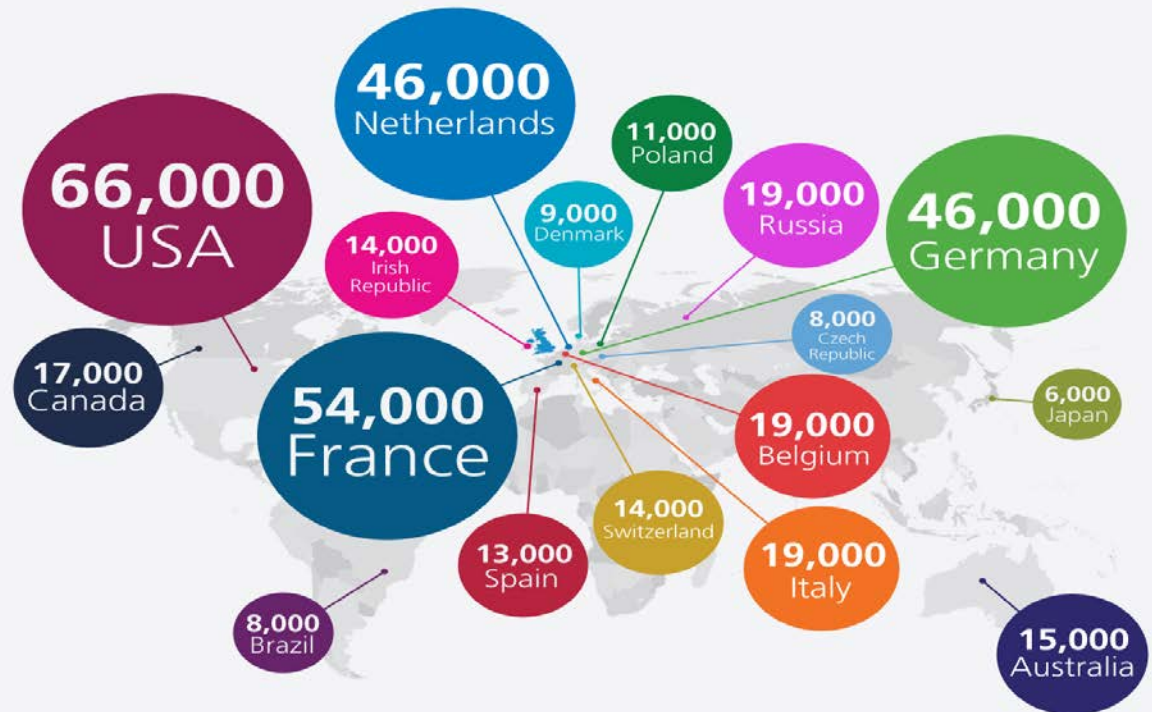 46,000
Netherlands
11,000
Poland
66,000
USA
19,000
Russia
46,000
Germany
9,000
Denmark
14,000
Irish
Republic
8,000
Czech
Republic
17,000
Canada
54,000
France
6,000
Japan
19,000
Belgium
14,000
Switzerland
13,000
Spain
19,000
Italy
8,000
Brazil
15,000
Australia